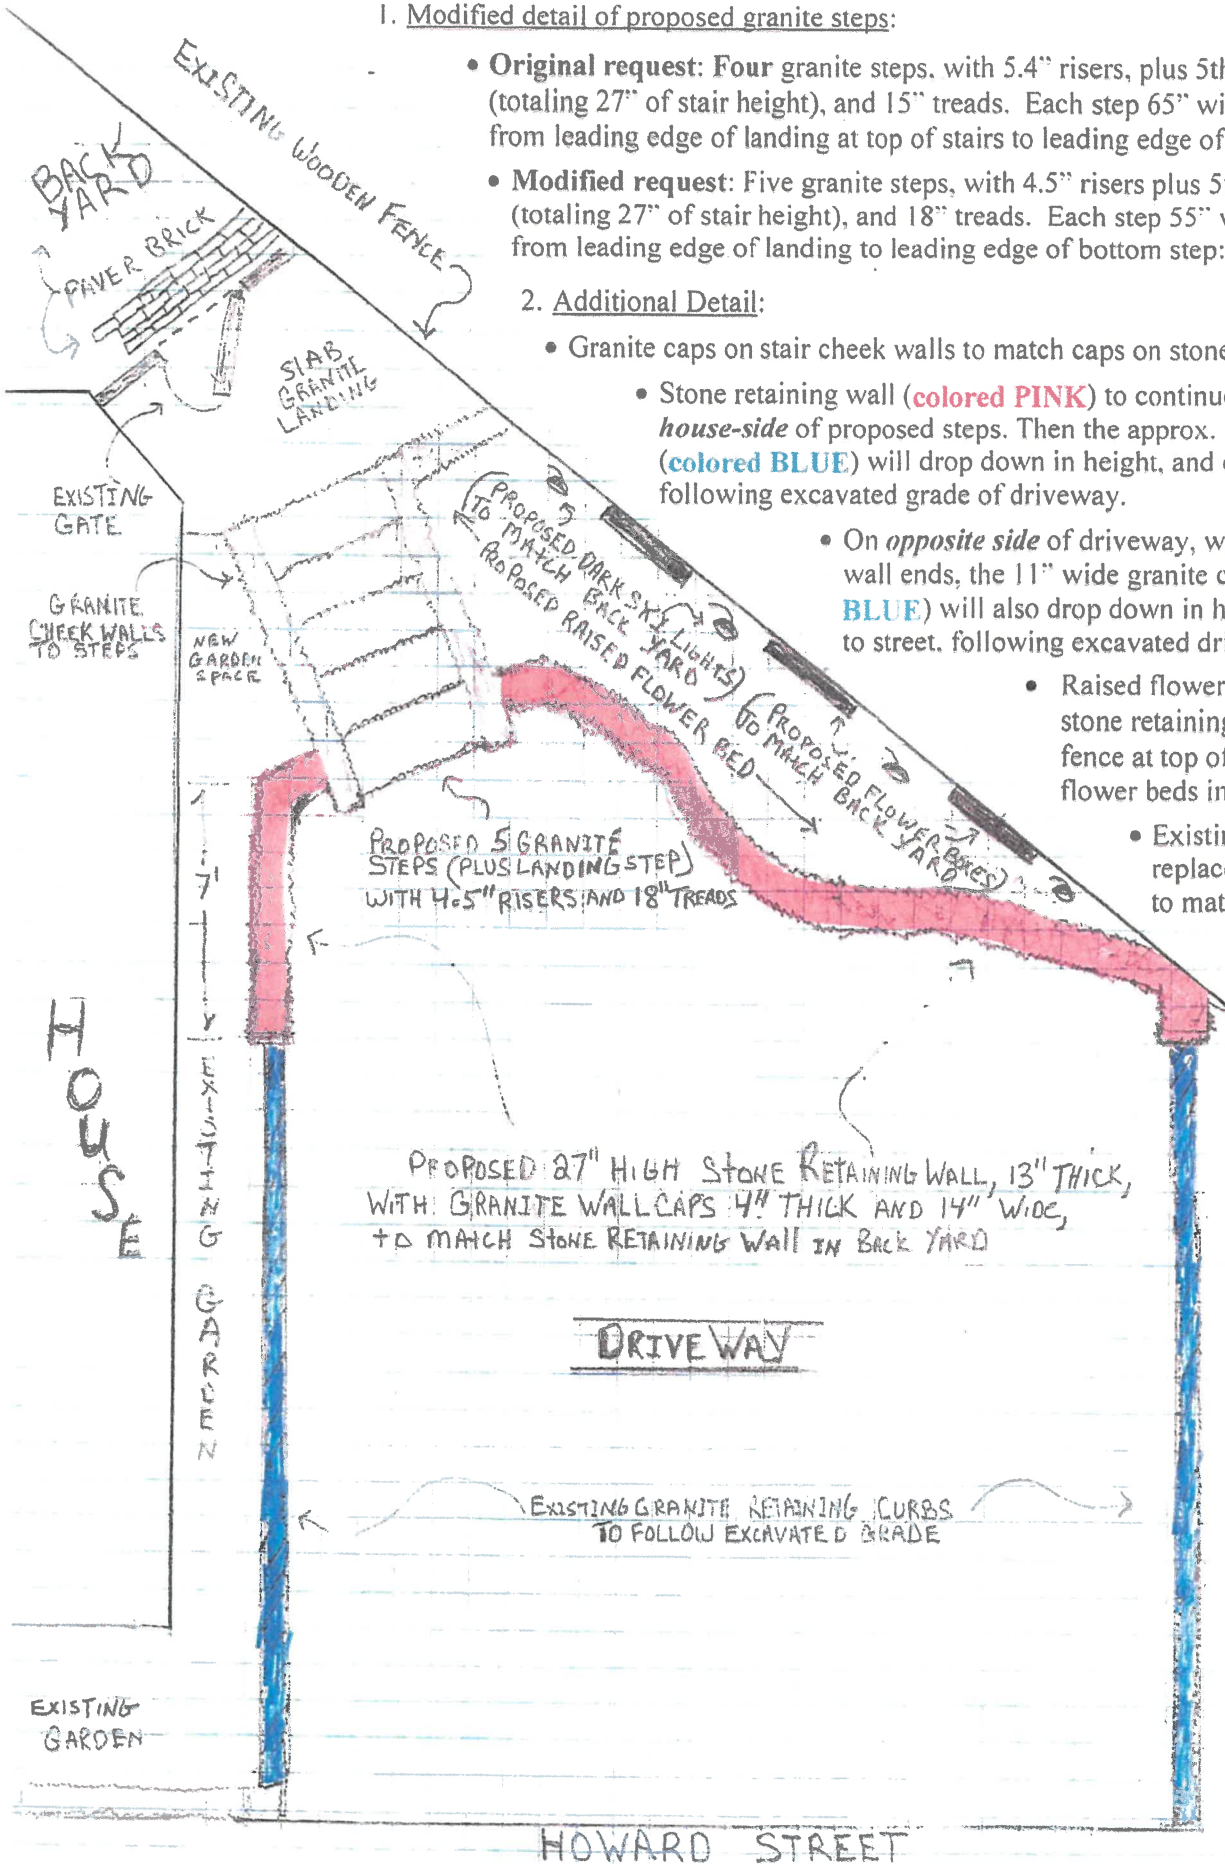 1. Modified detail of proposed granite steps:
• Original request: Four granite steps, with 5.4" risers, plus 5th
(totaling 27" of stair height), and 15" treads. Each step 65" wi
from leading edge of landing at top of stairs to leading edge of
• Modified request: Five granite steps, with 4.5" risers plus 5
(totaling 27" of stair height), and 18" treads. Each step 55"
from leading edge of landing to leading edge of bottom step:
2. Additional Detail:
• Granite caps on stair cheek walls to match caps on stone
• Stone retaining wall (colored PINK) to continu
house-side of proposed steps. Then the approx.
(colored BLUE) will drop down in height, and
following excavated grade of driveway.
• On opposite side of driveway, w
wall ends, the 11" wide granite
BLUE) will also drop down in h
to street, following excavated dri
• Raised flower
stone retaining
fence at top of
flower beds in
• Existin
replac
to mat
EXISTING WOODEN FENCE
BACK
YARD
PAVER BRICK
SLAB
GRANITE
LANDING
EXISTING
GATE
GRANITE
CHEEK WALLS
TO STEPS
NEW
GARDEN
SPACE
(PROPOSED DARK SKY LIGHTS)
TO MATCH BACK YARD
PROPOSED RAISED FLOWER BED
(PROPOSED FLOWER BOXES)
TO MATCH BACK YARD
7'
PROPOSED 5 GRANITE
STEPS (PLUS LANDING STEP)
WITH 4.5" RISERS AND 18" TREADS
HOUSE
EXISTING GARDEN
PROPOSED 27" HIGH STONE RETAINING WALL, 13" THICK,
WITH GRANITE WALL CAPS 4" THICK AND 14" WIDE,
TO MATCH STONE RETAINING WALL IN BACK YARD
DRIVEWAY
EXISTING GRANITE RETAINING CURBS
TO FOLLOW EXCAVATED GRADE
EXISTING
GARDEN
HOWARD STREET